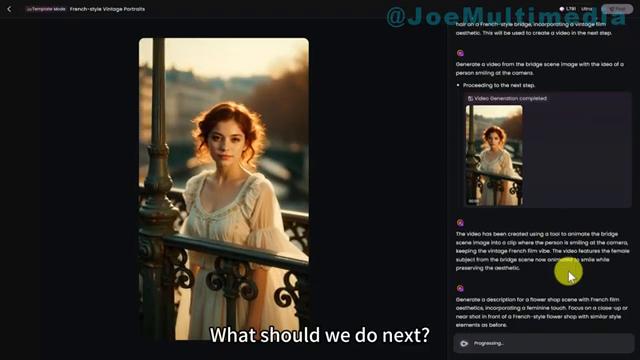 Template Mode French-style Vintage Portraits
@JoeMultimedia
1,791 Ultra Post
hair on a French-style bridge, incorporating a vintage film
aesthetic. This will be used to create a video in the next step.
Generate a video from the bridge scene image with the idea of a
person smiling at the camera.
• Proceeding to the next step.
Video Generation completed
The video has been created using a tool to animate the bridge
scene image into a clip where the person is smiling at the camera,
keeping the vintage French film vibe. The video features the female
subject from the bridge scene now animated to smile while
preserving the aesthetic.
Generate a description for a flower shop scene with French film
aesthetics, incorporating a feminine touch. Focus on a close-up or
near shot in front of a French-style flower shop with similar style
elements as before.
Progressing...
What should we do next?